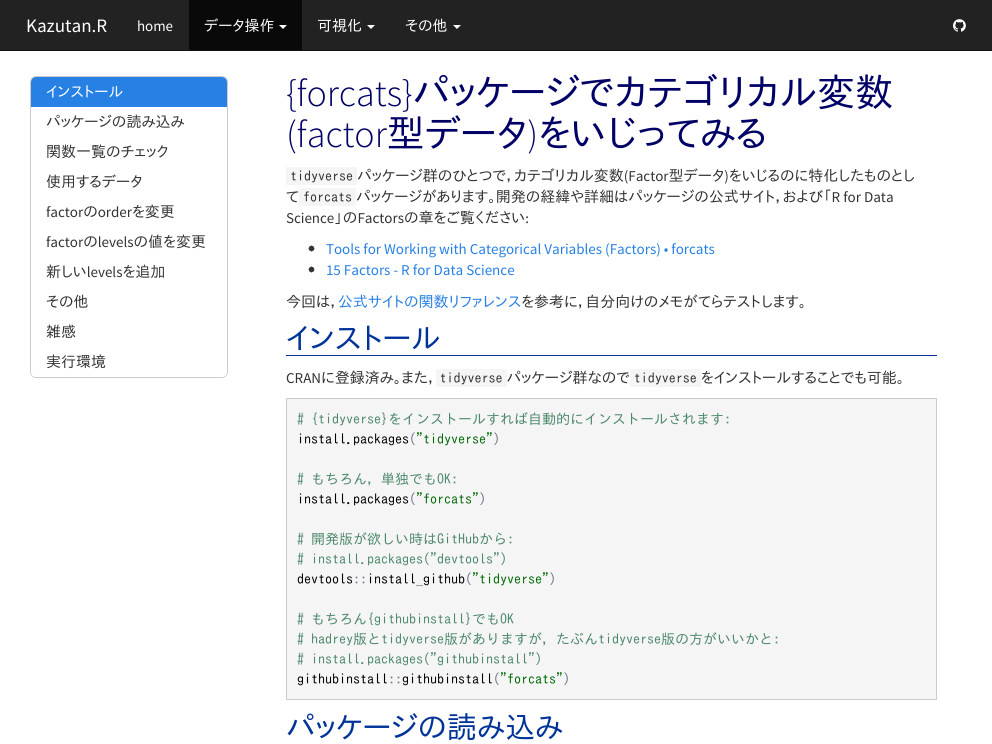 Kazutan.R home データ操作 可視化 その他
インストール
パッケージの読み込み
関数一覧のチェック
使用するデータ
factorのorderを変更
factorのlevelsの値を変更
新しいlevelsを追加
その他
雑感
実行環境
{forcats}パッケージでカテゴリカル変数
(factor型データ)をいじってみる
tidyverse パッケージ群のひとつで，カテゴリカル変数(Factor型データ)をいじるのに特化したものとし
て forcats パッケージがあります。開発の経緯や詳細はパッケージの公式サイト，および「R for Data
Science」のFactorsの章をご覧ください:
• Tools for Working with Categorical Variables (Factors) • forcats
• 15 Factors - R for Data Science
今回は，公式サイトの関数リファレンスを参考に，自分向けのメモがてらテストします。
インストール
CRANに登録済み。また， tidyverse パッケージ群なので tidyverse をインストールすることでも可能。
# {tidyverse}をインストールすれば自動的にインストールされます:
install.packages("tidyverse")
# もちろん，単独でもOK:
install.packages("forcats")
# 開発版が欲しい時はGitHubから:
# install.packages("devtools")
devtools::install_github("tidyverse")
# もちろん{githubinstall}でもOK
# hadrey版とtidyverse版がありますが，たぶんtidyverse版の方がいいかと:
# install.packages("githubinstall")
githubinstall::githubinstall("forcats")
パッケージの読み込み